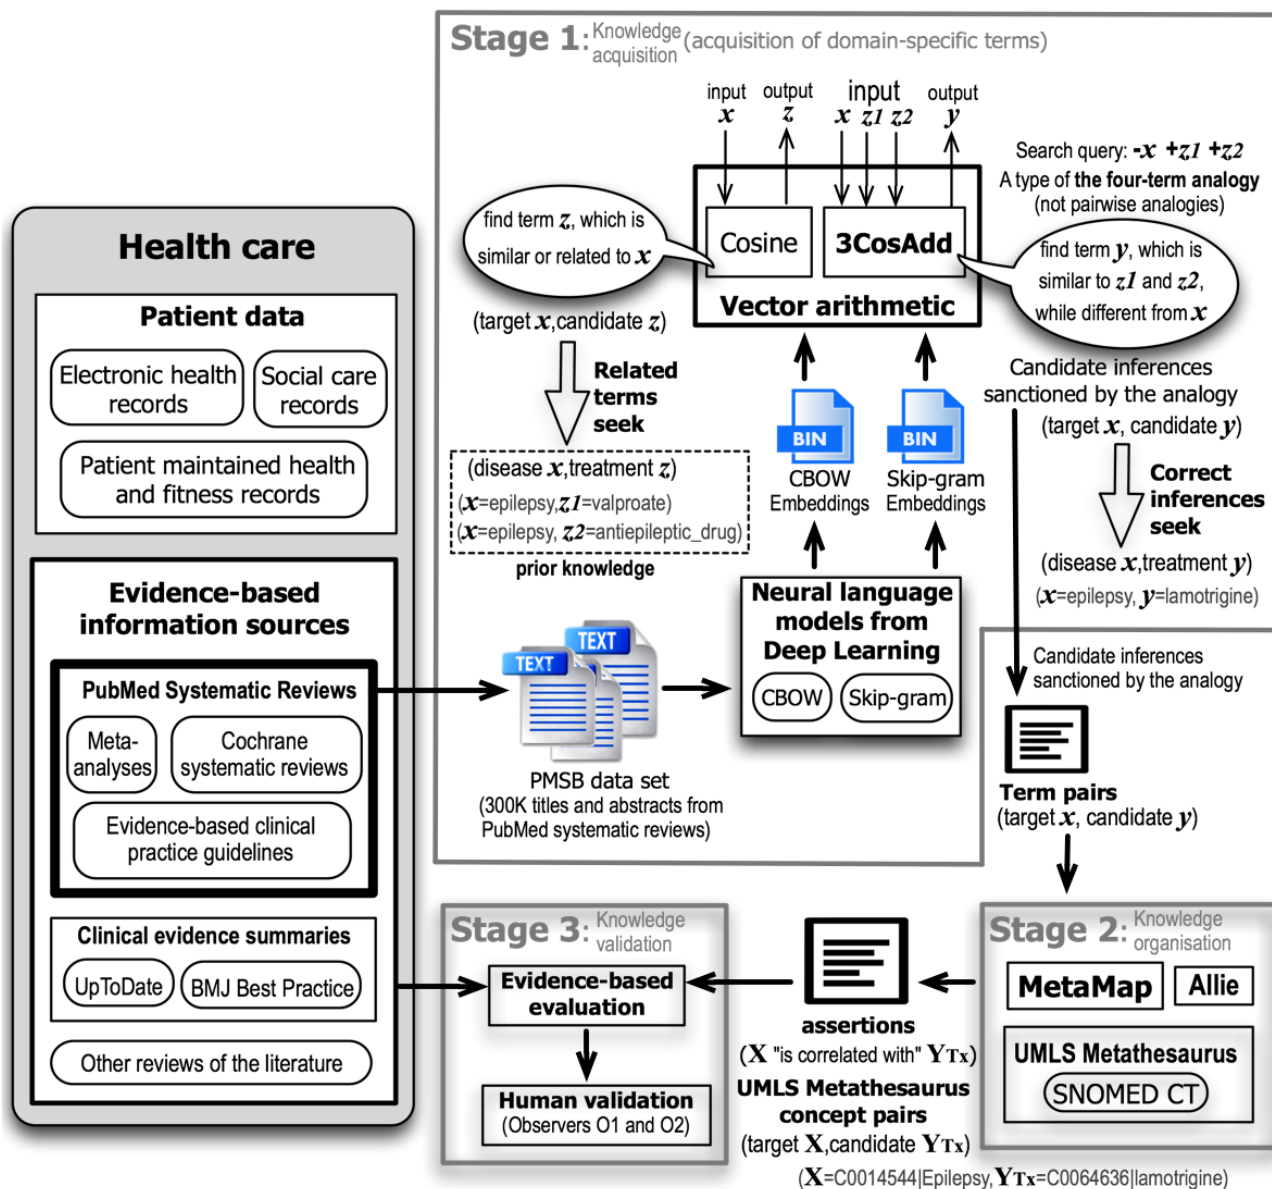 Stage 1: Knowledge acquisition (acquisition of domain-specific terms)
input
x
output
z
input
x z1 z2
output
y
Search query: -x +z1 +z2
A type of the four-term analogy
(not pairwise analogies)
find term z, which is
similar or related to x
Cosine
3CosAdd
Vector arithmetic
find term y, which is
similar to z1 and z2,
while different from x
(target x,candidate z)
Related
terms
seek
(disease x,treatment z)
(x=epilepsy,z1=valproate)
(x=epilepsy, z2=antiepileptic_drug)
prior knowledge
BIN
CBOW
Embeddings
BIN
Skip-gram
Embeddings
Candidate inferences
sanctioned by the analogy
(target x, candidate y)
Correct
inferences
seek
(disease x,treatment y)
(x=epilepsy, y=lamotrigine)
Neural language
models from
Deep Learning
CBOW
Skip-gram
TEXT
TEXT
PMSB data set
(300K titles and abstracts from
PubMed systematic reviews)
Candidate inferences
sanctioned by the analogy
Term pairs
(target x, candidate y)
Health care
Patient data
Electronic health
records
Social care
records
Patient maintained health
and fitness records
Evidence-based
information sources
PubMed Systematic Reviews
Meta-
analyses
Cochrane
systematic reviews
Evidence-based clinical
practice guidelines
Clinical evidence summaries
UpToDate
BMJ Best Practice
Other reviews of the literature
Stage 3: Knowledge validation
Evidence-based
evaluation
Human validation
(Observers O1 and O2)
assertions
(X "is correlated with" YTx)
UMLS Metathesaurus
concept pairs
(target X,candidate YTx)
(X=C0014544|Epilepsy,YTx=C0064636|lamotrigine)
Stage 2: Knowledge organisation
MetaMap
Allie
UMLS Metathesaurus
SNOMED CT